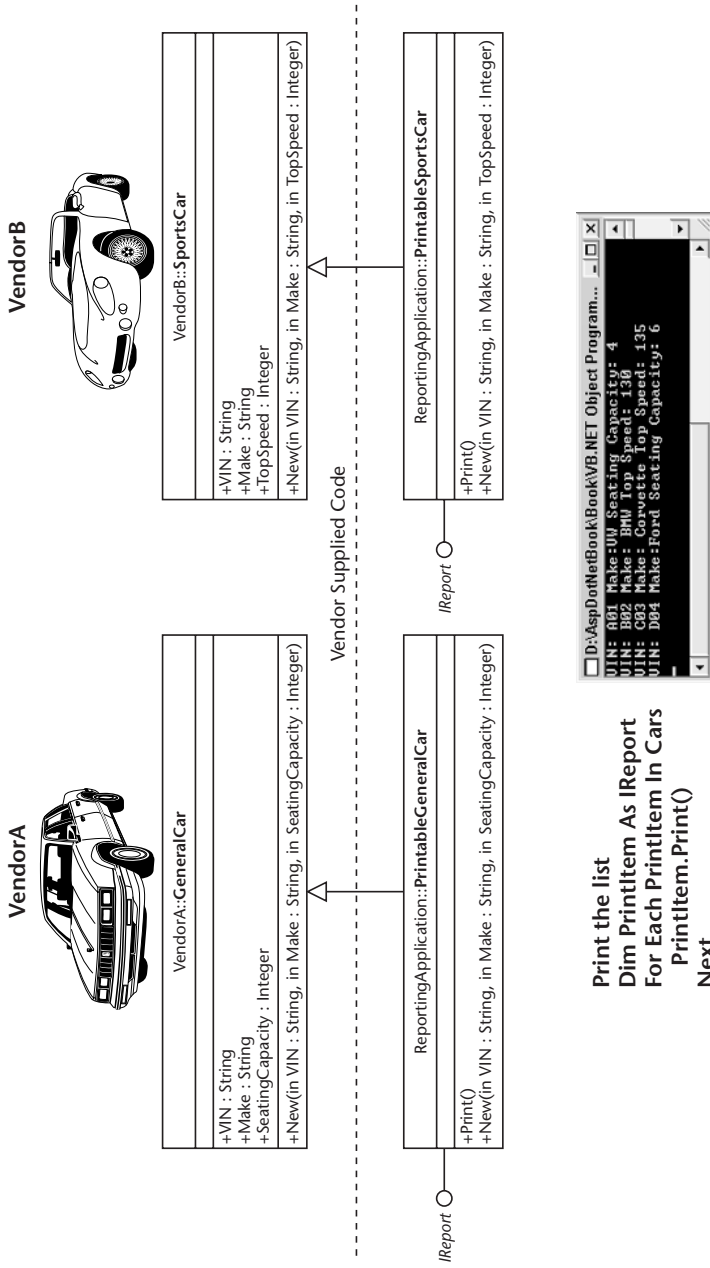 VendorA
VendorA::GeneralCar
+VIN : String
+Make : String
+SeatingCapacity : Integer
+New(in VIN : String, in Make : String, in SeatingCapacity : Integer)
VendorB
VendorB::SportsCar
+VIN : String
+Make : String
+TopSpeed : Integer
+New(in VIN : String, in Make : String, in TopSpeed : Integer)
Vendor Supplied Code
IReport
ReportingApplication::PrintableGeneralCar
+Print()
+New(in VIN : String, in Make : String, in SeatingCapacity : Integer)
IReport
ReportingApplication::PrintableSportsCar
+Print()
+New(in VIN : String, in Make : String, in TopSpeed : Integer)
Print the list
Dim PrintItem As IReport
For Each PrintItem In Cars
PrintItem.Print()
Next
D:\AspDotNetBook\Book\VB.NET Object Program...
VIN: A01 Make:VW Seating Capacity: 4
VIN: B02 Make: BMW Top Speed: 130
VIN: C03 Make: Corvette Top Speed: 135
VIN: D04 Make:Ford Seating Capacity: 6